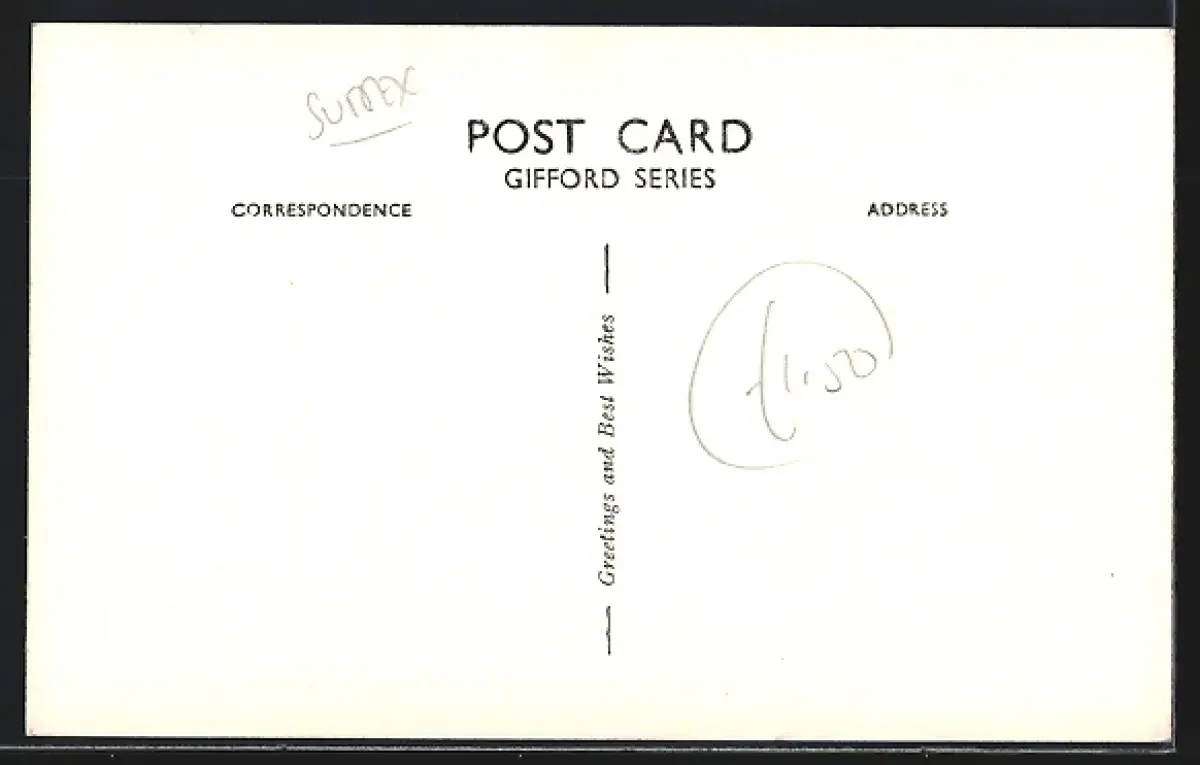 SUSSEX
POST CARD
GIFFORD SERIES
CORRESPONDENCE
ADDRESS
Greetings and Best Wishes
£1.50